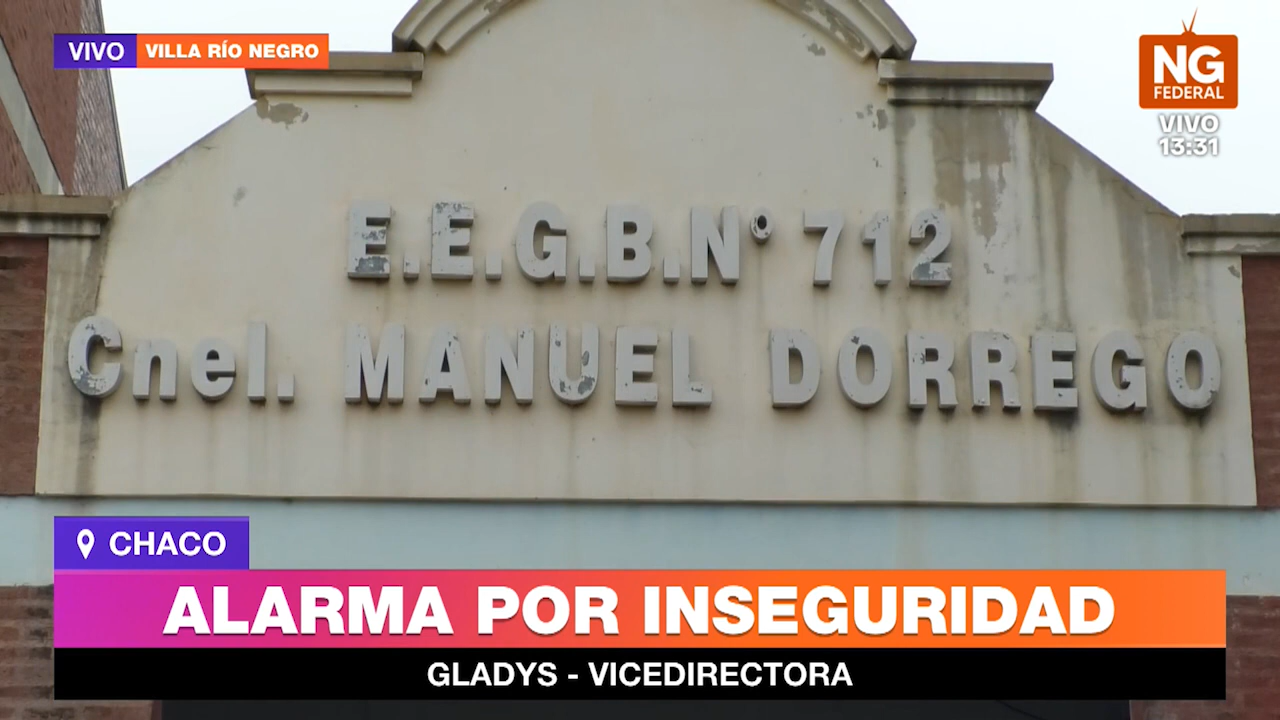 VIVO VILLA RÍO NEGRO
NG
FEDERAL
VIVO
13:31
E.E.G.B.Nº 712
Cnel. MANUEL DORREGO
CHACO
ALARMA POR INSEGURIDAD
GLADYS - VICEDIRECTORA